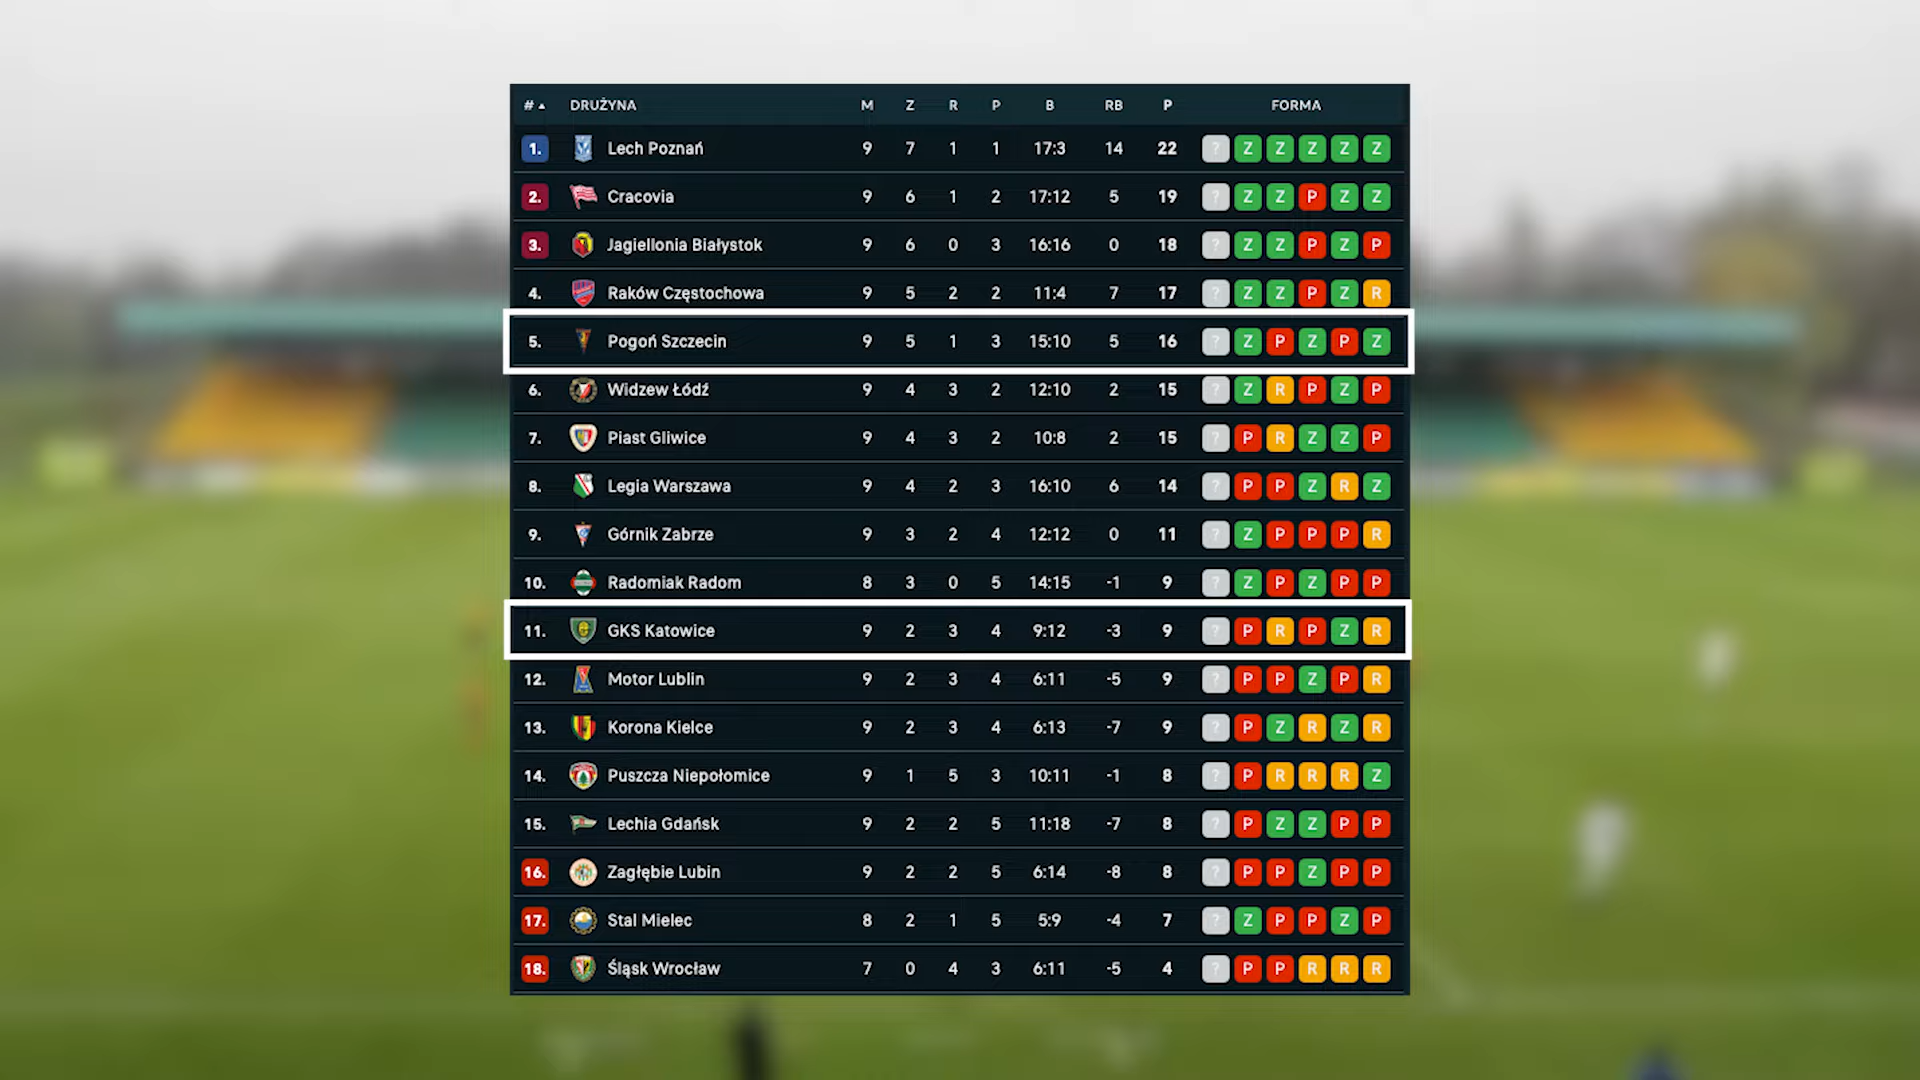 # DRUŻYNA M Z R P B RB P FORMA
1. Lech Poznań 9 7 1 1 17:3 14 22 ? Z Z Z Z Z
2. Cracovia 9 6 1 2 17:12 5 19 ? Z Z P Z Z
3. Jagiellonia Białystok 9 6 0 3 16:16 0 18 ? Z Z P Z P
4. Raków Częstochowa 9 5 2 2 11:4 7 17 ? Z Z P Z R
5. Pogoń Szczecin 9 5 1 3 15:10 5 16 ? Z P Z P Z
6. Widzew Łódź 9 4 3 2 12:10 2 15 ? Z R P Z P
7. Piast Gliwice 9 4 3 2 10:8 2 15 ? P R Z Z P
8. Legia Warszawa 9 4 2 3 16:10 6 14 ? P P Z R Z
9. Górnik Zabrze 9 3 2 4 12:12 0 11 ? Z P P P R
10. Radomiak Radom 8 3 0 5 14:15 -1 9 ? Z P Z P P
11. GKS Katowice 9 2 3 4 9:12 -3 9 ? P R P Z R
12. Motor Lublin 9 2 3 4 6:11 -5 9 ? P P Z P R
13. Korona Kielce 9 2 3 4 6:13 -7 9 ? P Z R Z R
14. Puszcza Niepołomice 9 1 5 3 10:11 -1 8 ? P R R R Z
15. Lechia Gdańsk 9 2 2 5 11:18 -7 8 ? P Z Z P P
16. Zagłębie Lubin 9 2 2 5 6:14 -8 8 ? P P Z P P
17. Stal Mielec 8 2 1 5 5:9 -4 7 ? Z P P Z P
18. Śląsk Wrocław 7 0 4 3 6:11 -5 4 ? P P R R R